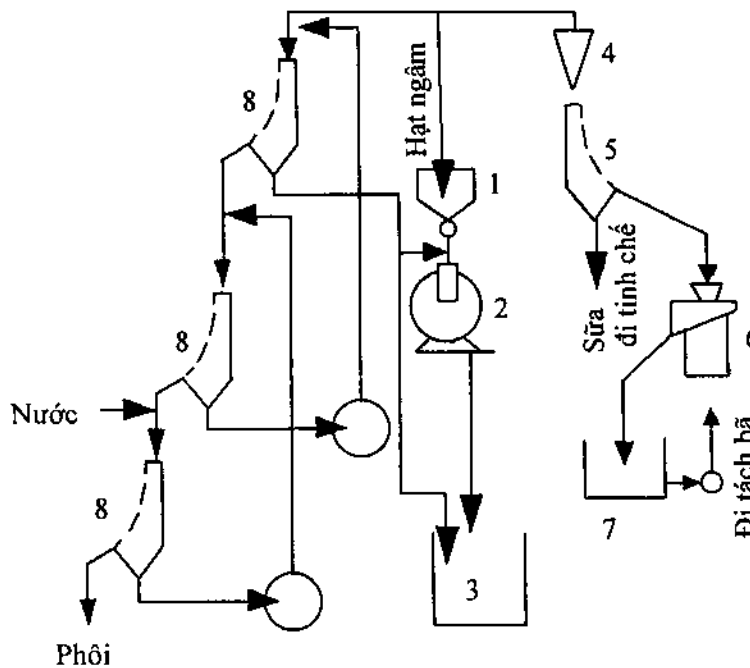 4
8
Hạt ngâm
5
1
Sữa
đi tinh chế
2
8
6
Nước
8
Đi tách bã
7
3
Phôi